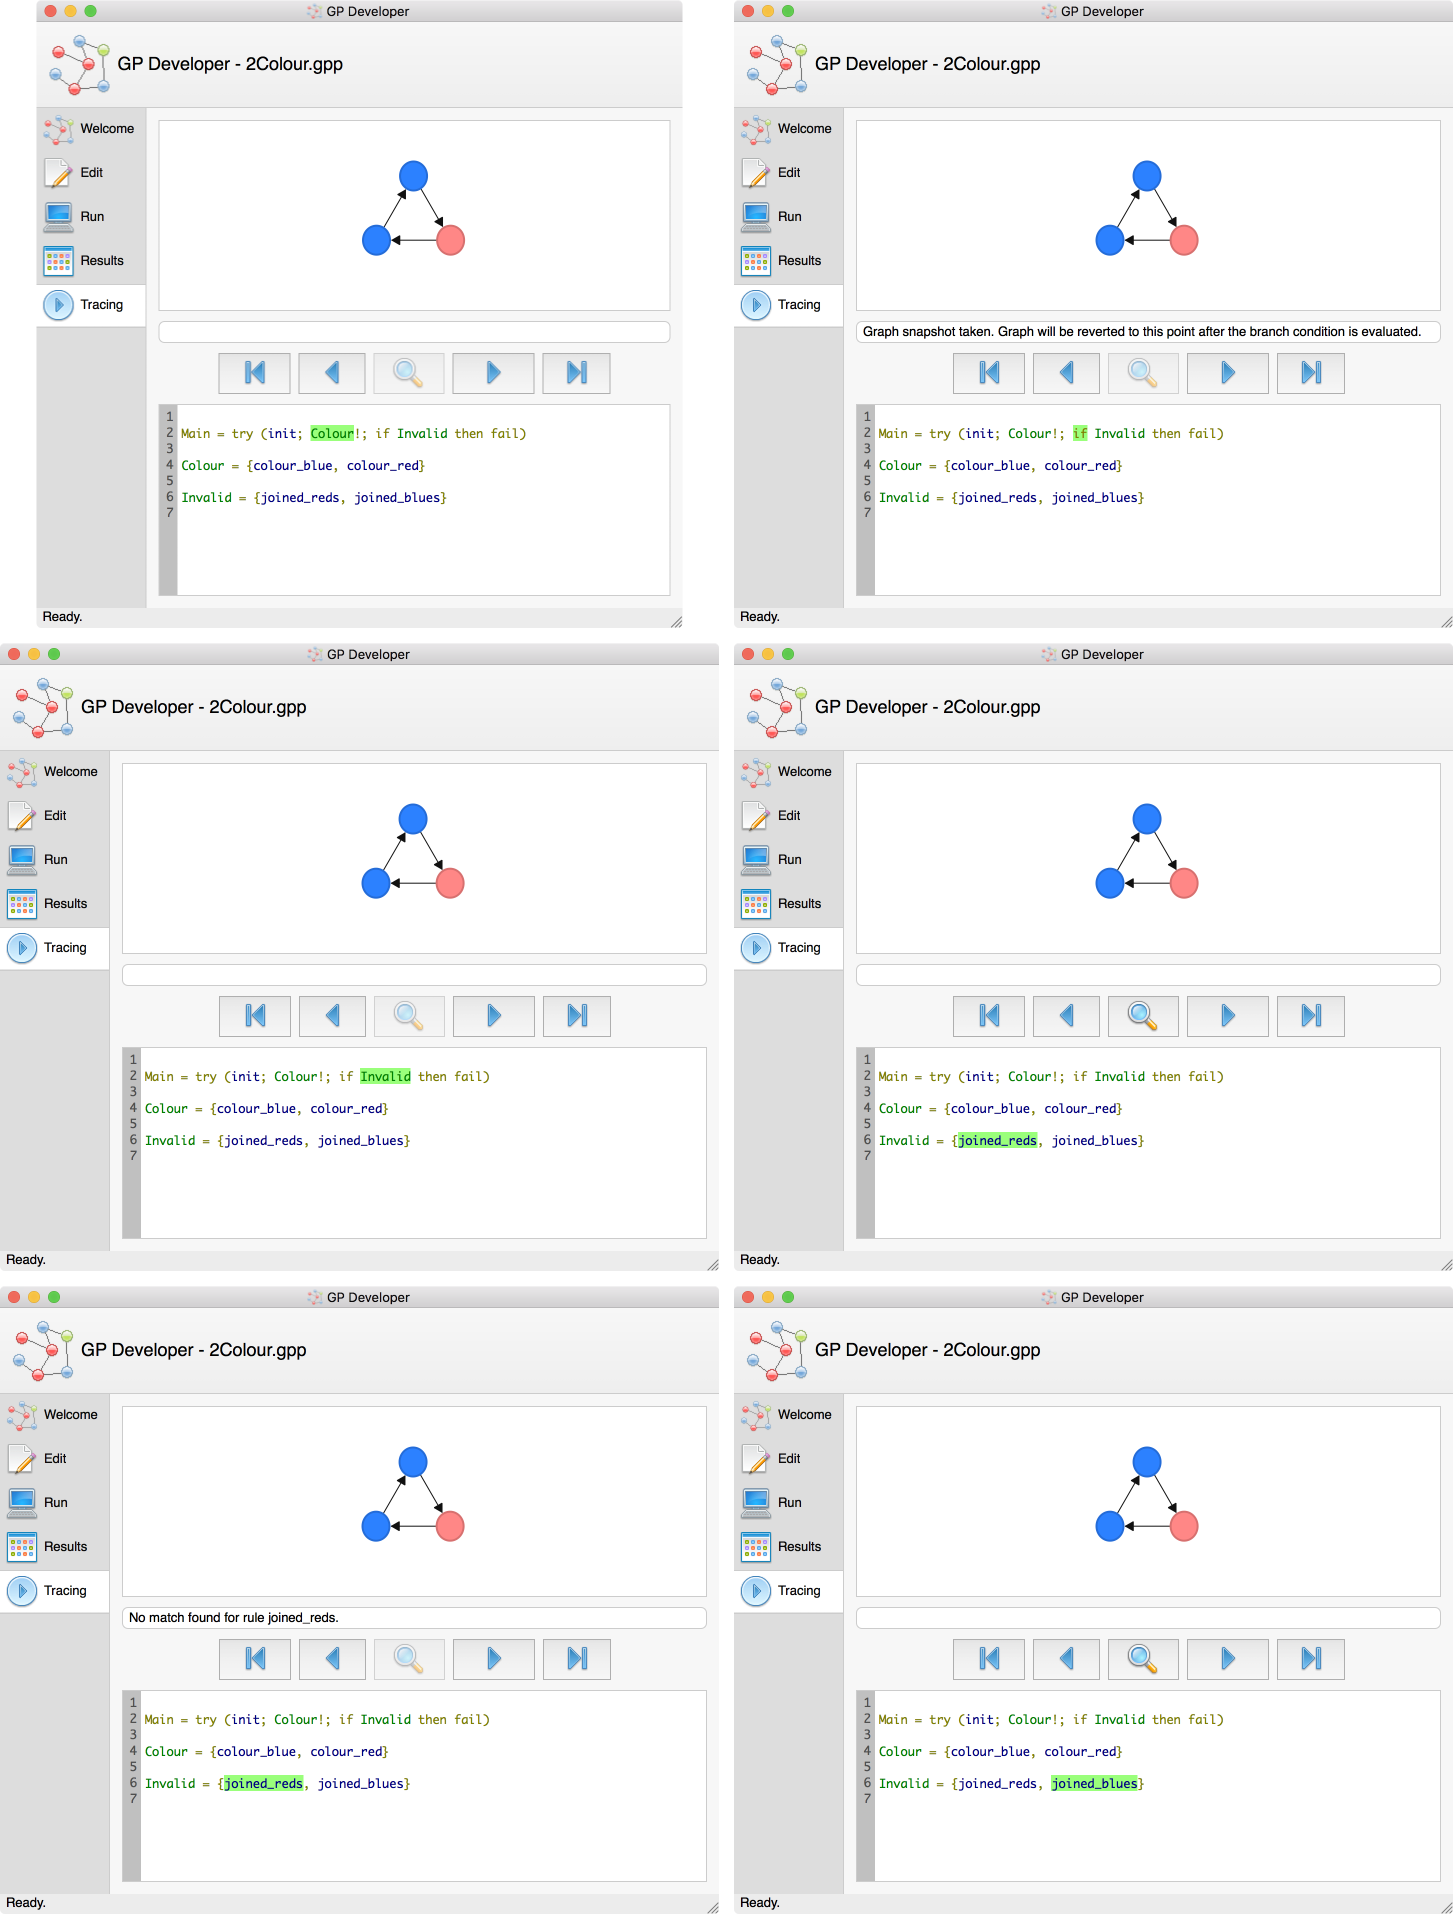 GP Developer
GP Developer - 2Colour.gpp
Welcome
Edit
Run
Results
Tracing
1
2 Main = try (init; Colour!; if Invalid then fail)
3
4 Colour = {colour_blue, colour_red}
5
6 Invalid = {joined_reds, joined_blues}
7
Ready.
GP Developer
GP Developer - 2Colour.gpp
Welcome
Edit
Run
Results
Tracing
Graph snapshot taken. Graph will be reverted to this point after the branch condition is evaluated.
1
2 Main = try (init; Colour!; if Invalid then fail)
3
4 Colour = {colour_blue, colour_red}
5
6 Invalid = {joined_reds, joined_blues}
7
Ready.
GP Developer
GP Developer - 2Colour.gpp
Welcome
Edit
Run
Results
Tracing
1
2 Main = try (init; Colour!; if Invalid then fail)
3
4 Colour = {colour_blue, colour_red}
5
6 Invalid = {joined_reds, joined_blues}
7
Ready.
GP Developer
GP Developer - 2Colour.gpp
Welcome
Edit
Run
Results
Tracing
1
2 Main = try (init; Colour!; if Invalid then fail)
3
4 Colour = {colour_blue, colour_red}
5
6 Invalid = {joined_reds, joined_blues}
7
Ready.
GP Developer
GP Developer - 2Colour.gpp
Welcome
Edit
Run
Results
Tracing
No match found for rule joined_reds.
1
2 Main = try (init; Colour!; if Invalid then fail)
3
4 Colour = {colour_blue, colour_red}
5
6 Invalid = {joined_reds, joined_blues}
7
Ready.
GP Developer
GP Developer - 2Colour.gpp
Welcome
Edit
Run
Results
Tracing
1
2 Main = try (init; Colour!; if Invalid then fail)
3
4 Colour = {colour_blue, colour_red}
5
6 Invalid = {joined_reds, joined_blues}
7
Ready.